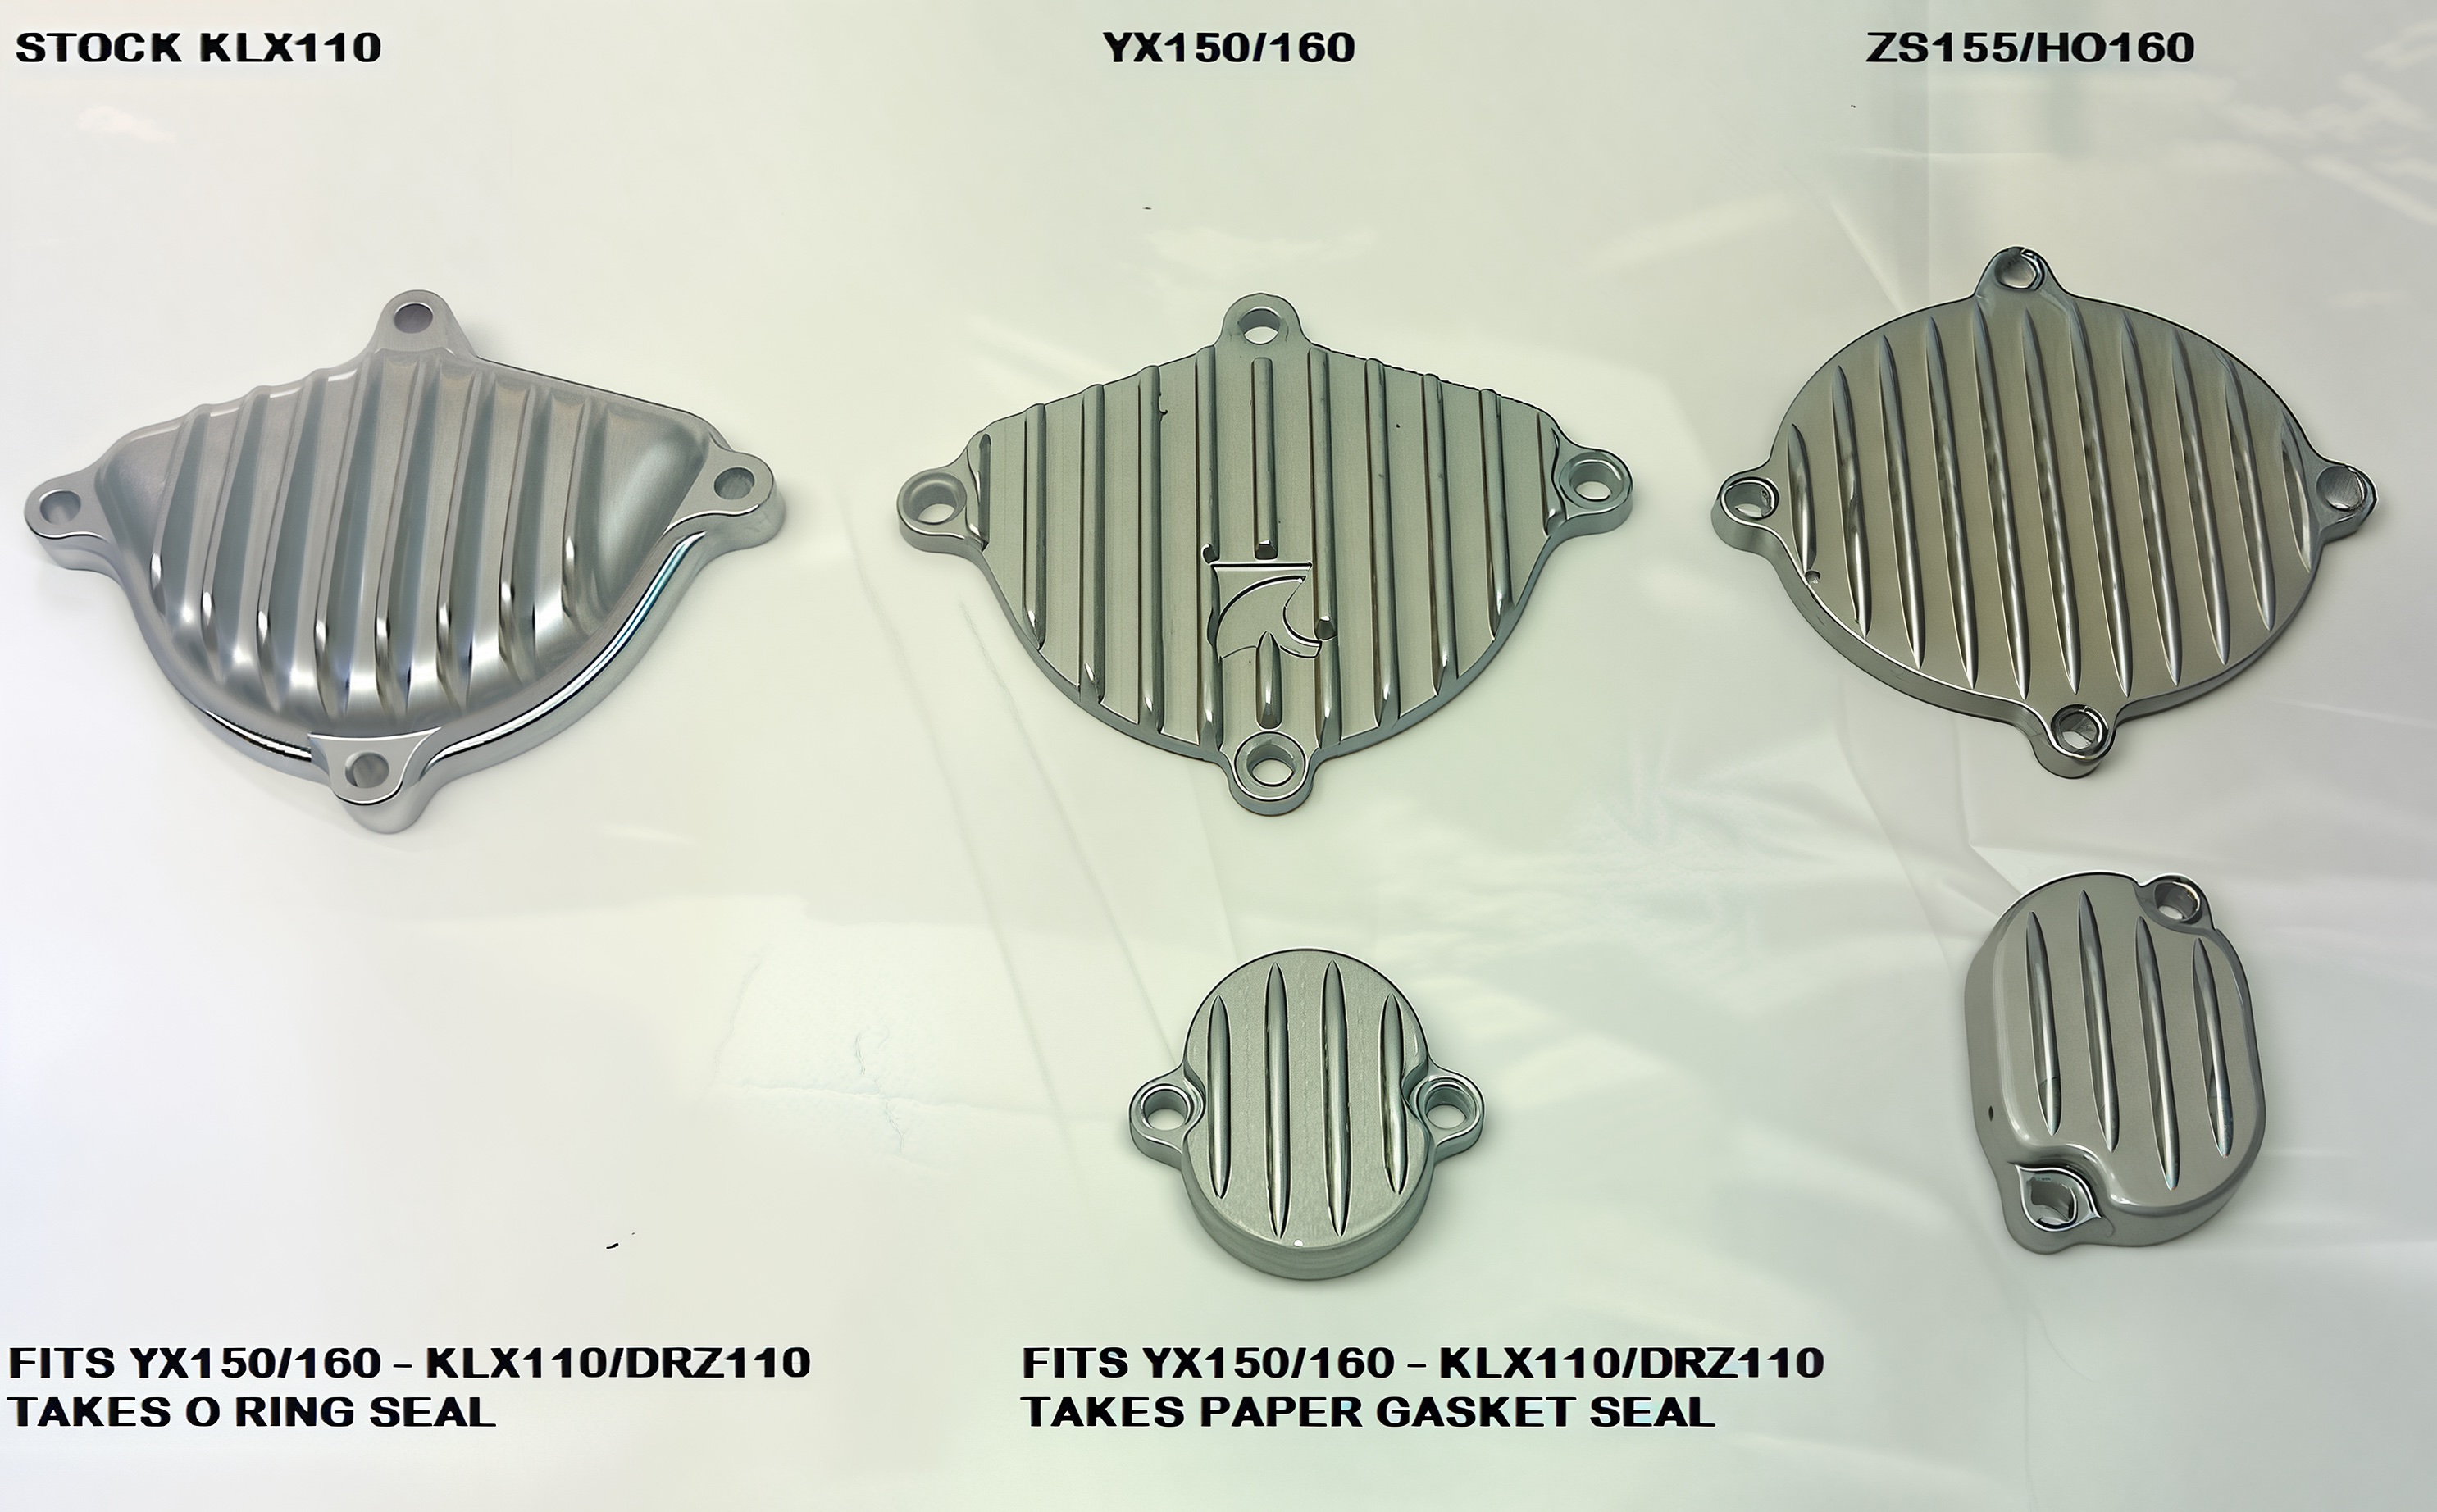 STOCK KLX110
YX150/160
ZS155/HO160
FITS YX150/160 - KLX110/DRZ110
TAKES O RING SEAL
FITS YX150/160 - KLX110/DRZ110
TAKES PAPER GASKET SEAL